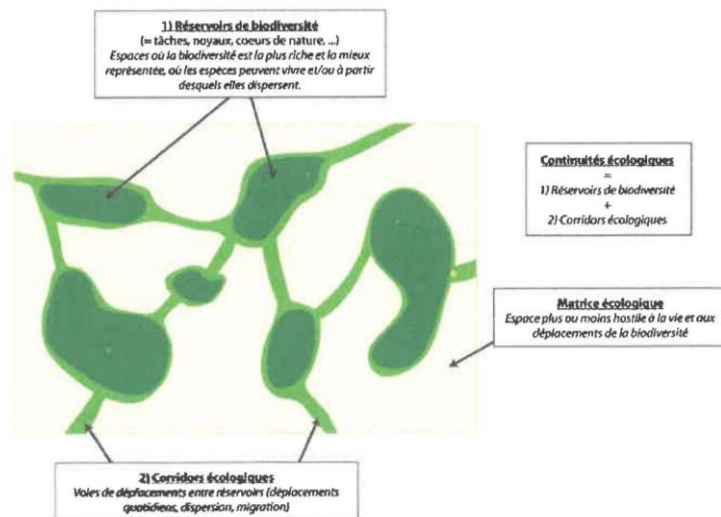 1) Réservoirs de biodiversité
(= tâches, noyaux, coeurs de nature, ...)
Espaces où la biodiversité est la plus riche et la mieux
représentée, où les espèces peuvent vivre et/ou à partir
desquels elles dispersent.
Continuités écologiques
=
1) Réservoirs de biodiversité
+
2) Corridors écologiques
Matrice écologique
Espace plus ou moins hostile à la vie et aux
déplacements de la biodiversité
2) Corridors écologiques
Voies de déplacements entre réservoirs (déplacements
quotidiens, dispersion, migration)